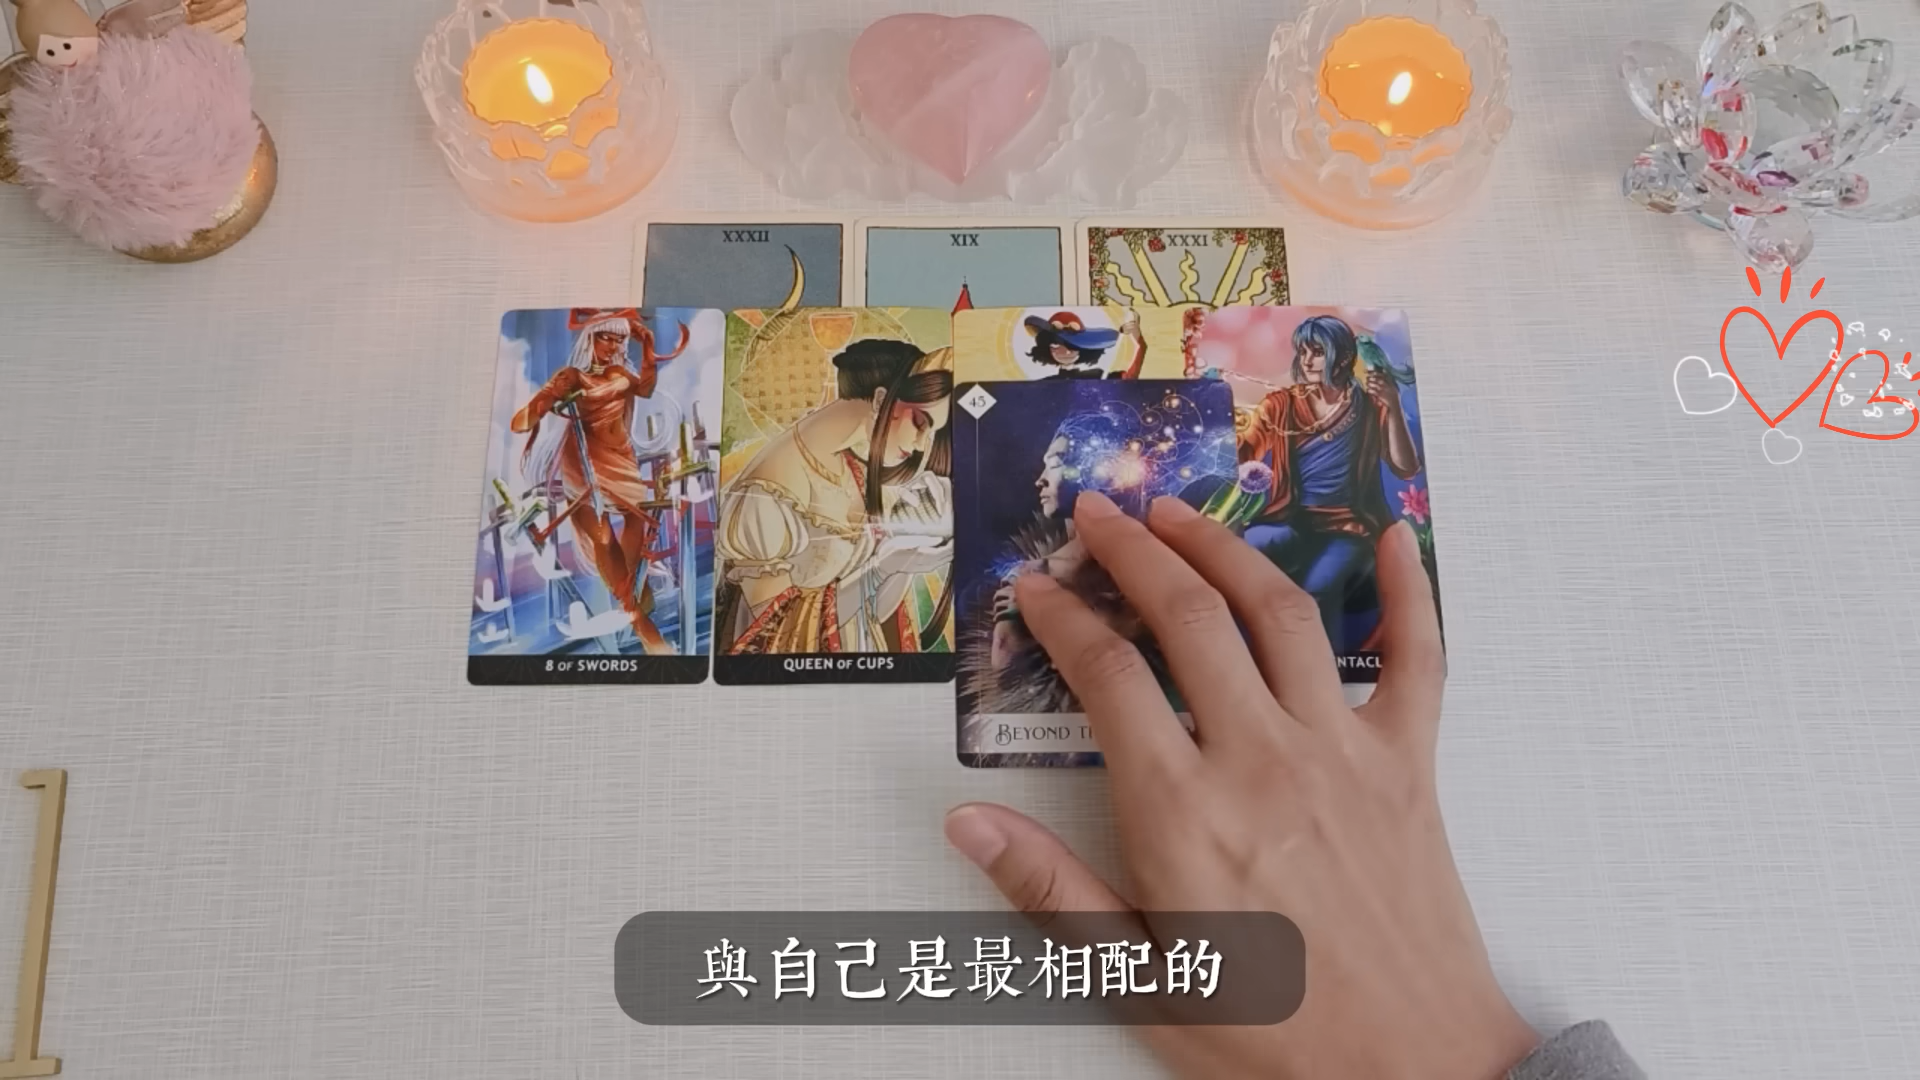 XXXII
XIX
XXXI
45
8 OF SWORDS
QUEEN OF CUPS
BEYOND
1
與自己是最相配的